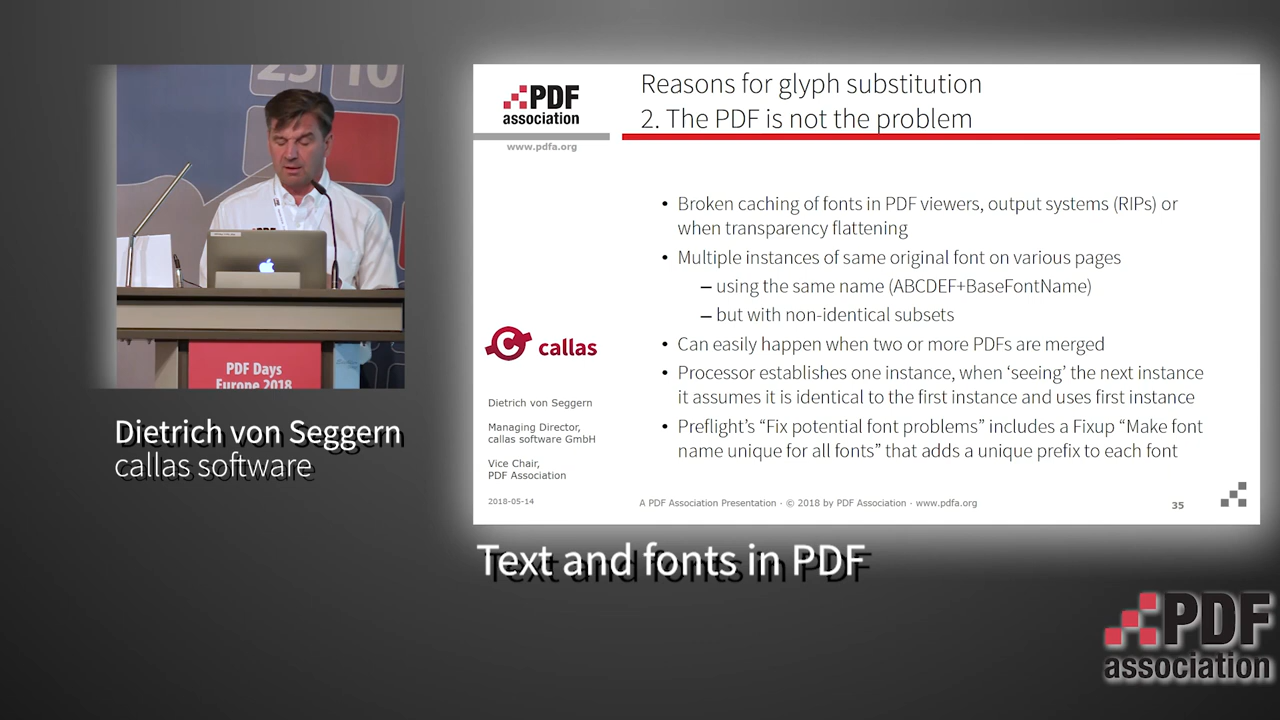 23 10
PDF
PDF Days
Europe 2018
Dietrich von Seggern
callas software
PDF
association
www.pdfa.org
Reasons for glyph substitution
2. The PDF is not the problem
• Broken caching of fonts in PDF viewers, output systems (RIPs) or
when transparency flattening
• Multiple instances of same original font on various pages
– using the same name (ABCDEF+BaseFontName)
– but with non-identical subsets
• Can easily happen when two or more PDFs are merged
• Processor establishes one instance, when ‘seeing’ the next instance
it assumes it is identical to the first instance and uses first instance
• Preflight’s “Fix potential font problems” includes a Fixup “Make font
name unique for all fonts” that adds a unique prefix to each font
callas
Dietrich von Seggern
Managing Director,
callas software GmbH
Vice Chair,
PDF Association
2018-05-14
A PDF Association Presentation · © 2018 by PDF Association · www.pdfa.org
35
Text and fonts in PDF
PDF
association